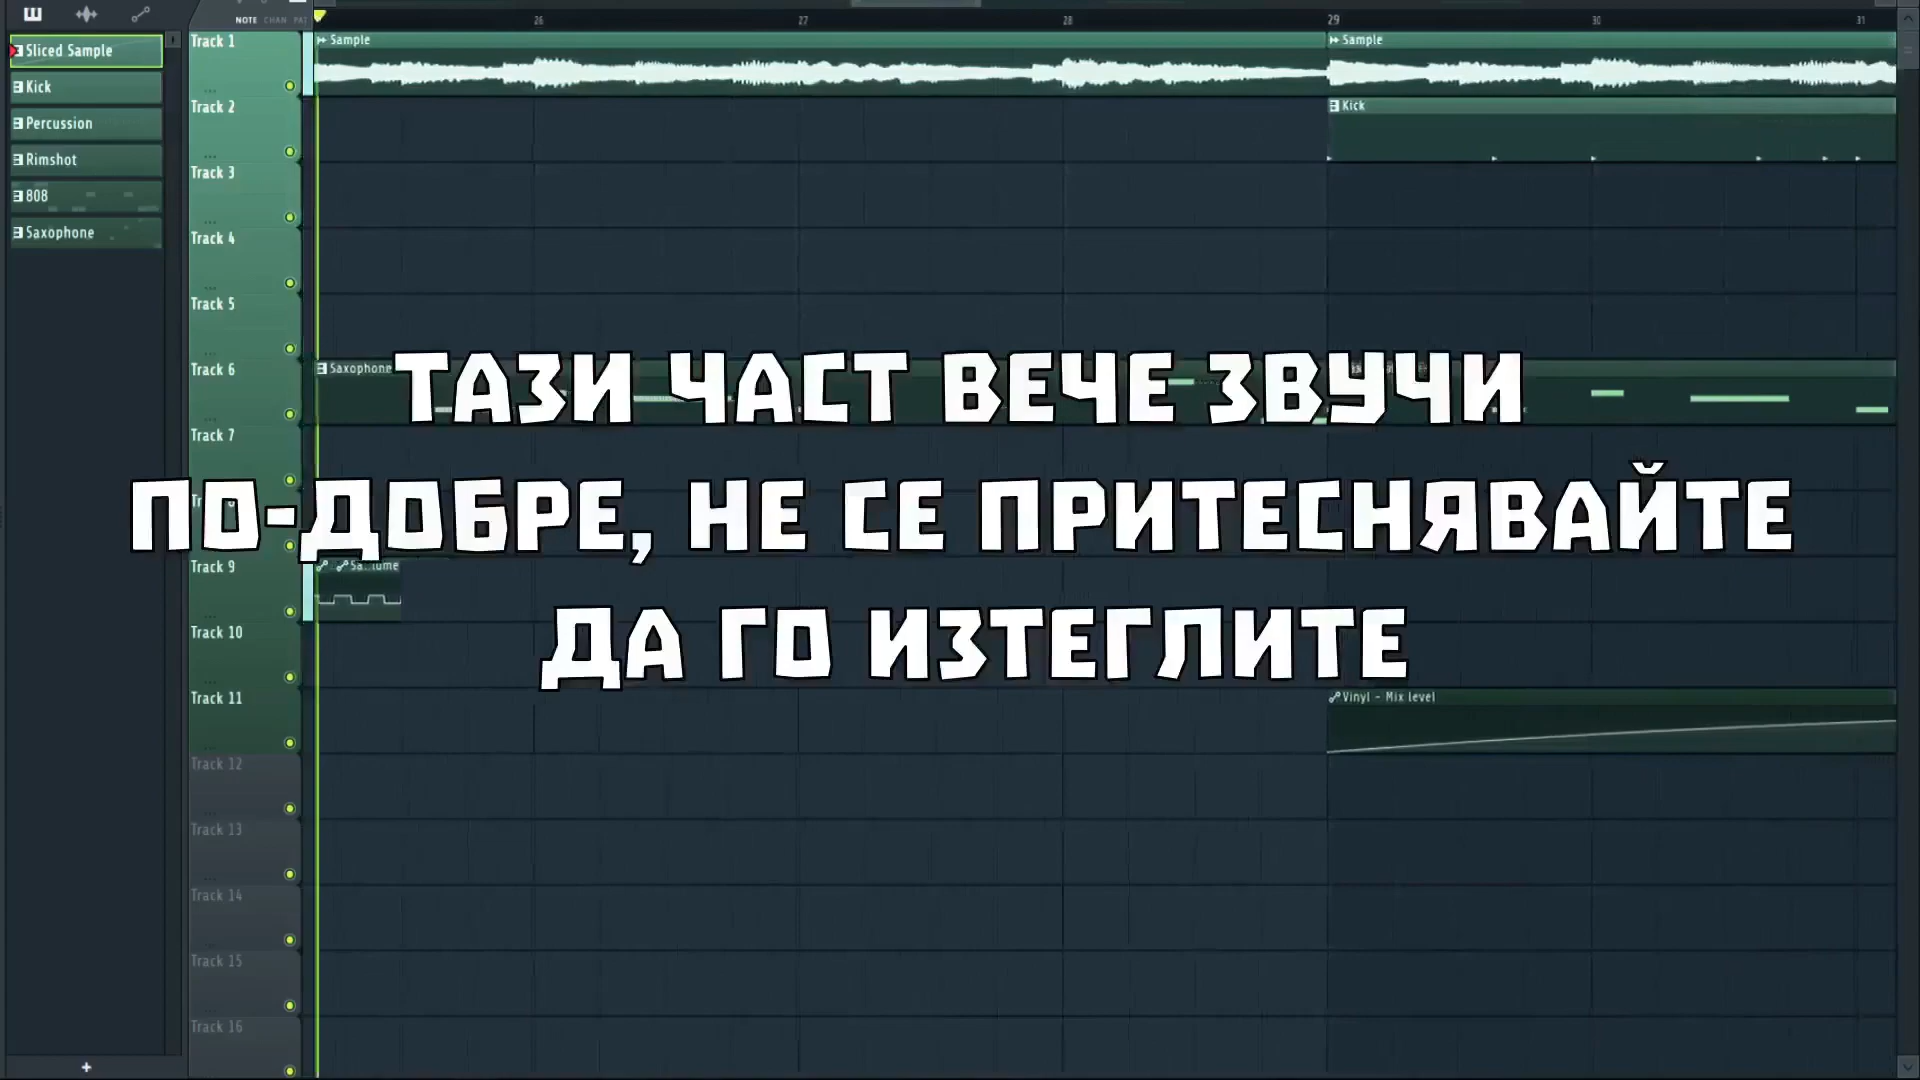 NOTE CHAN PAT
26 27 28 29 30 31
Sliced Sample
Kick
Percussion
Rimshot
808
Saxophone
Track 1
Sample
Sample
Track 2
Kick
Track 3
Track 4
Track 5
Track 6
Saxophone
Track 7
Track 9
Track 10
Track 11
Vinyl - Mix level
Track 12
Track 13
Track 14
Track 15
Track 16
ТАЗИ ЧАСТ ВЕЧЕ ЗВУЧИ
ПО-ДОБРЕ, НЕ СЕ ПРИТЕСНЯВАЙТЕ
ДА ГО ИЗТЕГЛИТЕ